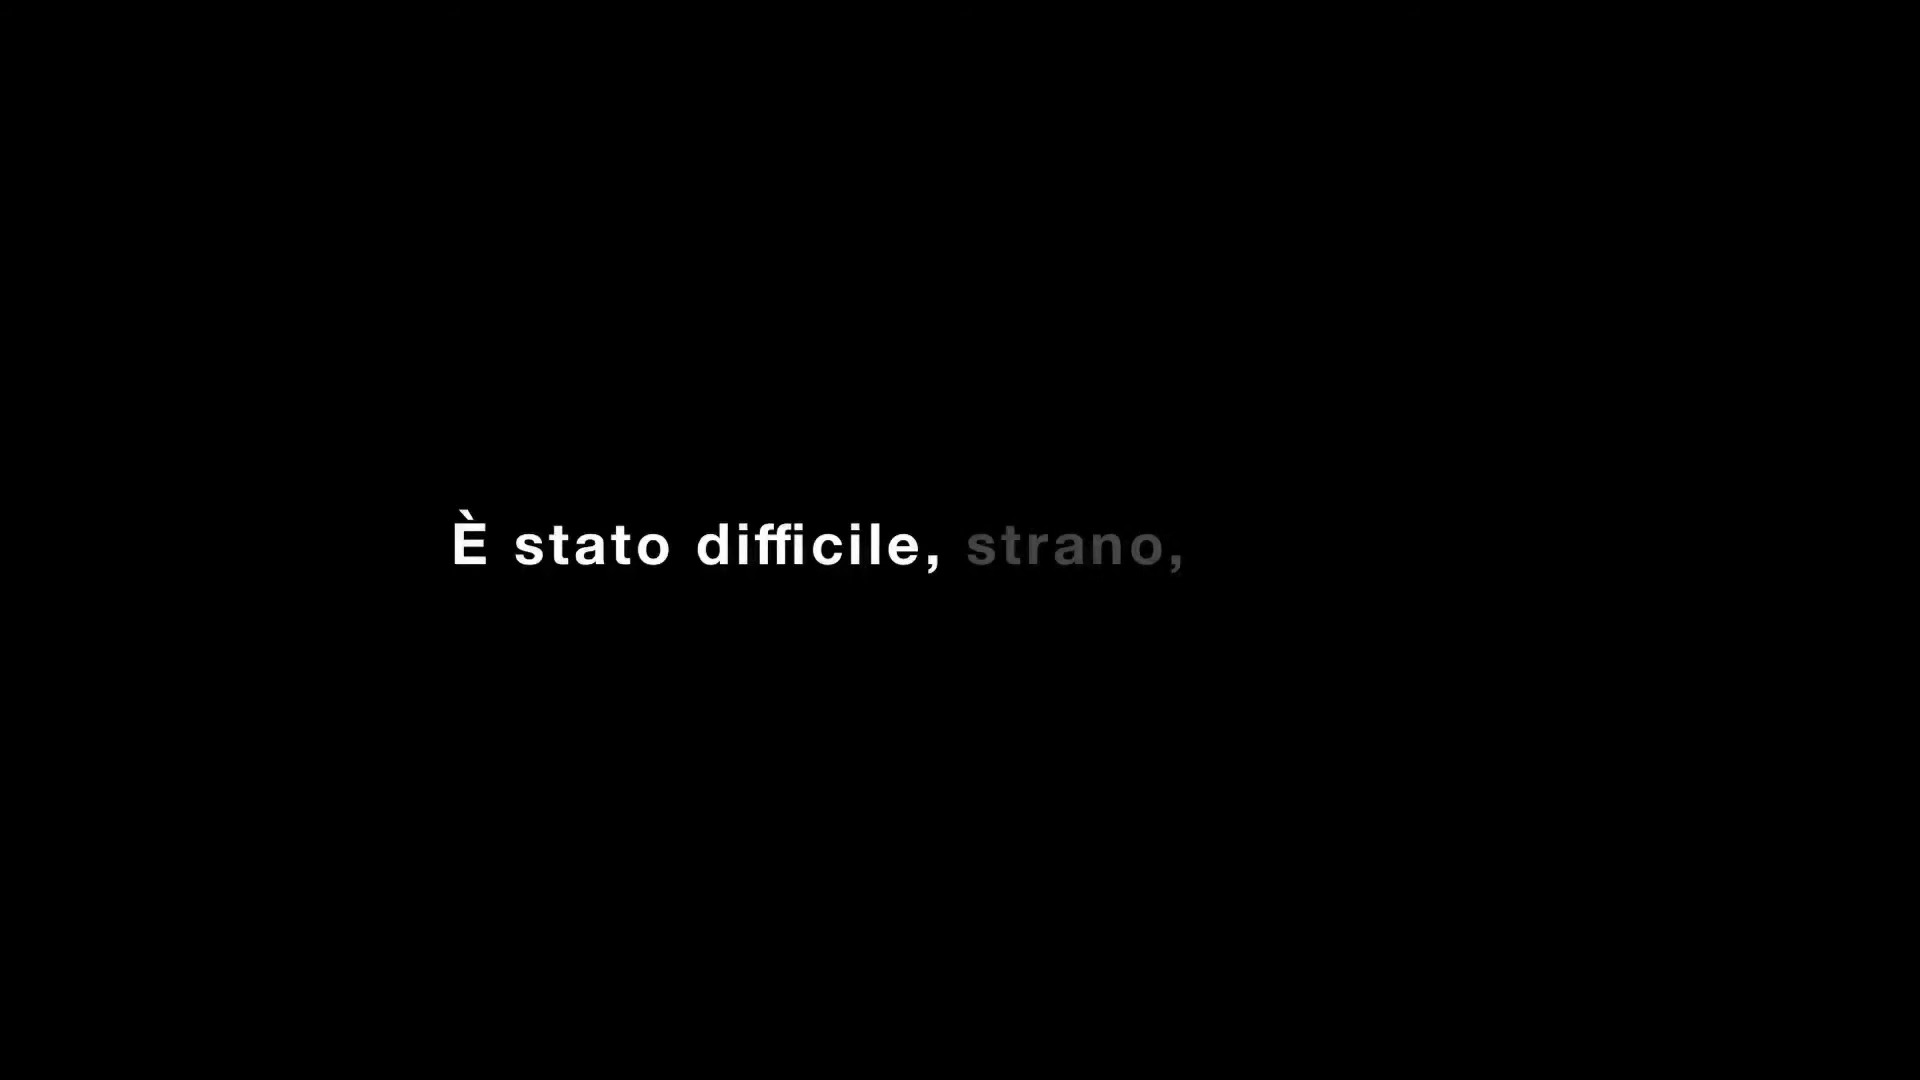 È stato difficile, strano,